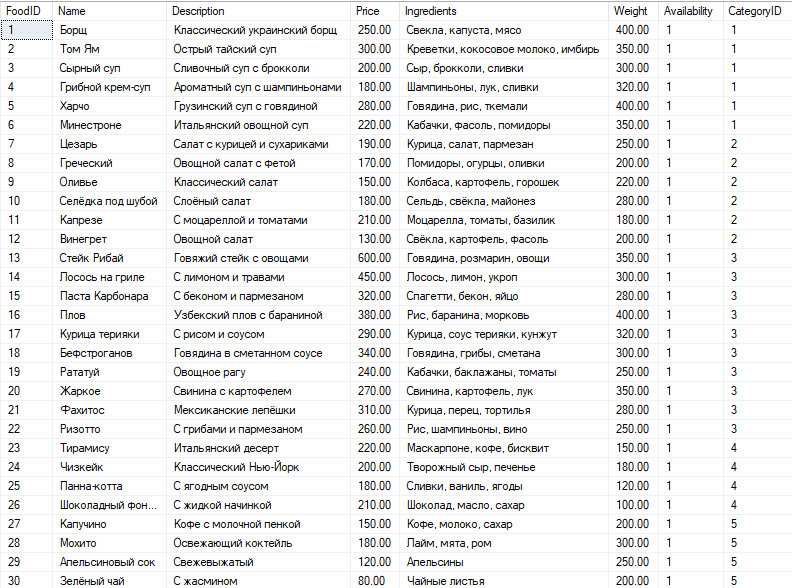 FoodID Name Description Price Ingredients Weight Availability CategoryID
1 Борщ Классический украинский борщ 250.00 Свекла, капуста, мясо 400.00 1 1
2 Том Ям Острый тайский суп 300.00 Креветки, кокосовое молоко, имбирь 350.00 1 1
3 Сырный суп Сливочный суп с брокколи 200.00 Сыр, брокколи, сливки 300.00 1 1
4 Грибной крем-суп Ароматный суп с шампиньонами 180.00 Шампиньоны, лук, сливки 320.00 1 1
5 Харчо Грузинский суп с говядиной 280.00 Говядина, рис, ткемали 400.00 1 1
6 Минестроне Итальянский овощной суп 220.00 Кабачки, фасоль, помидоры 350.00 1 1
7 Цезарь Салат с курицей и сухариками 190.00 Курица, салат, пармезан 250.00 1 2
8 Греческий Овощной салат с фетой 170.00 Помидоры, огурцы, оливки 200.00 1 2
9 Оливье Классический салат 150.00 Колбаса, картофель, горошек 220.00 1 2
10 Селёдка под шубой Слоёный салат 180.00 Сельдь, свёкла, майонез 280.00 1 2
11 Капрезе С моцареллой и томатами 210.00 Моцарелла, томаты, базилик 180.00 1 2
12 Винегрет Овощной салат 130.00 Свёкла, картофель, фасоль 200.00 1 2
13 Стейк Рибай Говяжий стейк с овощами 600.00 Говядина, розмарин, овощи 350.00 1 3
14 Лосось на гриле С лимоном и травами 450.00 Лосось, лимон, укроп 300.00 1 3
15 Паста Карбонара С беконом и пармезаном 320.00 Спагетти, бекон, яйцо 280.00 1 3
16 Плов Узбекский плов с бараниной 380.00 Рис, баранина, морковь 400.00 1 3
17 Курица терияки С рисом и соусом 290.00 Курица, соус терияки, кунжут 320.00 1 3
18 Бефстроганов Говядина в сметанном соусе 340.00 Говядина, грибы, сметана 300.00 1 3
19 Рататуй Овощное рагу 240.00 Кабачки, баклажаны, томаты 250.00 1 3
20 Жаркое Свинина с картофелем 270.00 Свинина, картофель, лук 350.00 1 3
21 Фахитос Мексиканские лепёшки 310.00 Курица, перец, тортилья 280.00 1 3
22 Ризотто С грибами и пармезаном 260.00 Рис, шампиньоны, вино 250.00 1 3
23 Тирамису Итальянский десерт 220.00 Маскарпоне, кофе, бисквит 150.00 1 4
24 Чизкейк Классический Нью-Йорк 200.00 Творожный сыр, печенье 180.00 1 4
25 Панна-котта С ягодным соусом 180.00 Сливки, ваниль, ягоды 120.00 1 4
26 Шоколадный фон... С жидкой начинкой 210.00 Шоколад, масло, сахар 100.00 1 4
27 Капучино Кофе с молочной пенкой 150.00 Кофе, молоко, сахар 200.00 1 5
28 Мохито Освежающий коктейль 180.00 Лайм, мята, ром 300.00 1 5
29 Апельсиновый сок Свежевыжатый 120.00 Апельсины 250.00 1 5
30 Зелёный чай С жасмином 80.00 Чайные листья 200.00 1 5